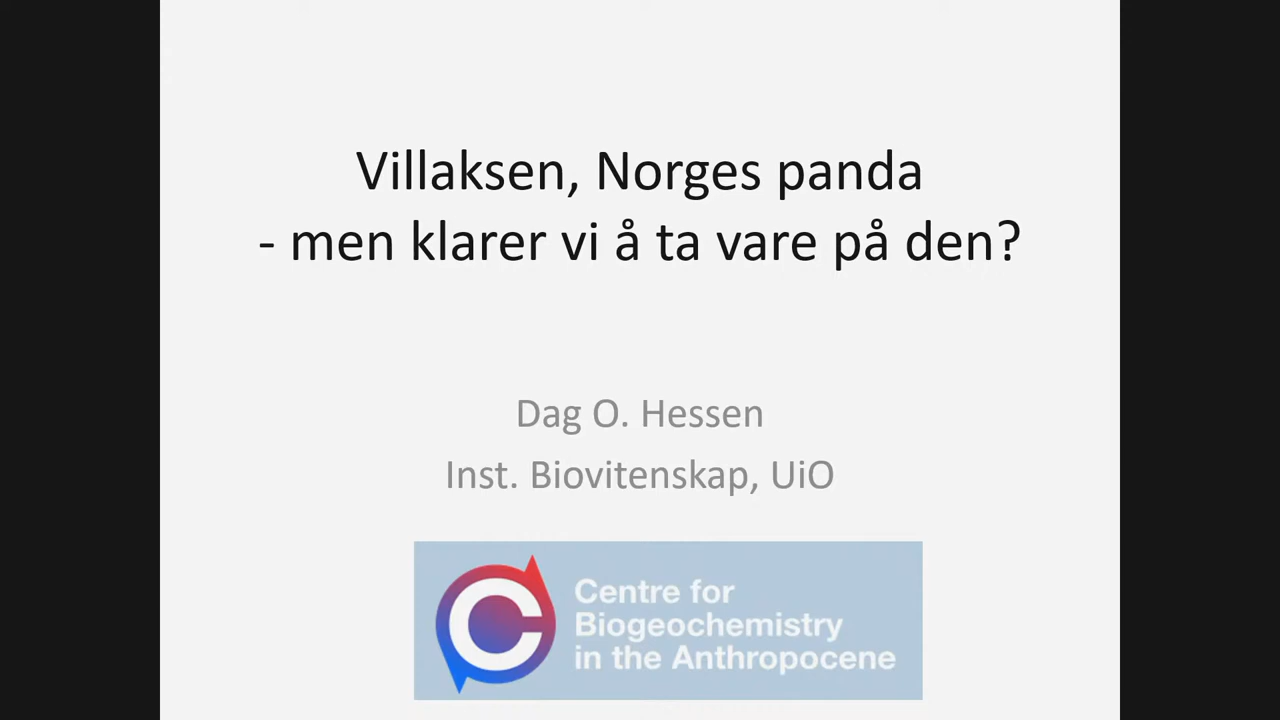 Villaksen, Norges panda
- men klarer vi å ta vare på den?
Dag O. Hessen
Inst. Biovitenskap, UiO
Centre for
Biogeochemistry
in the Anthropocene